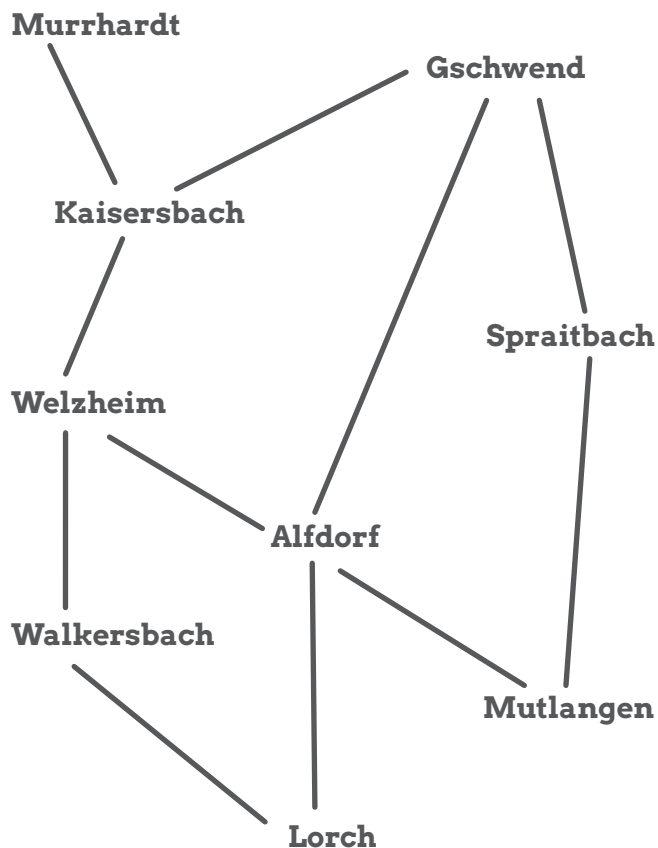 Murrhardt
Gschwend
Kaisersbach
Spraitbach
Welzheim
Alfdorf
Walkersbach
Mutlangen
Lorch